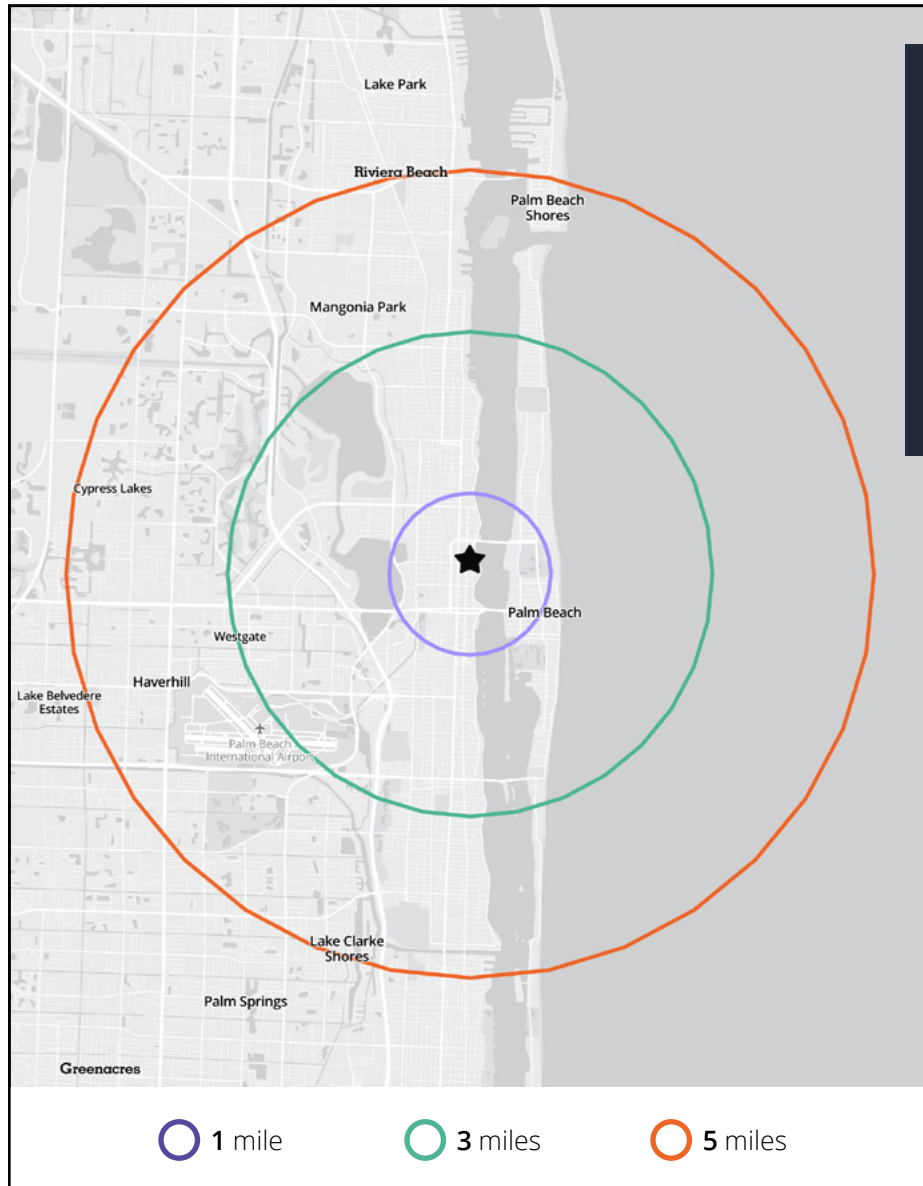 Lake Park
Riviera Beach
Palm Beach
Shores
Mangonia Park
Cypress Lakes
Palm Beach
Westgate
Haverhill
Lake Belvedere
Estates
Palm Beach
International Airport
Lake Clarke
Shores
Palm Springs
Greenacres
1 mile
3 miles
5 miles